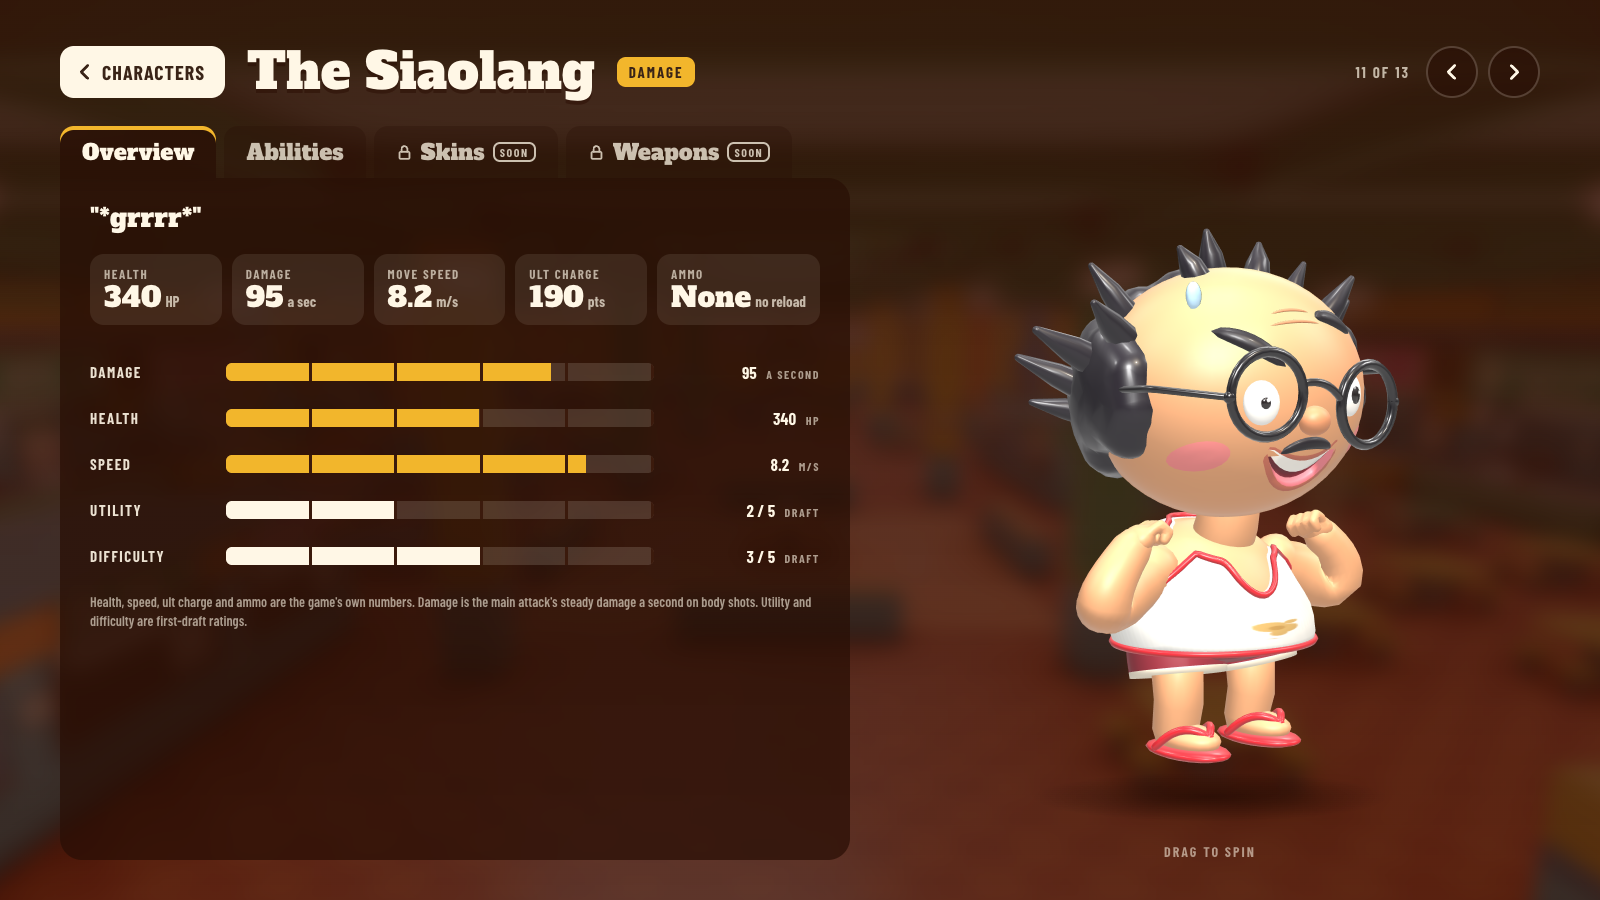 CHARACTERS
The Siaolang
DAMAGE
11 OF 13
Overview
Abilities
Skins SOON
Weapons SOON
"*grrrr*"
HEALTH
340 HP
DAMAGE
95 a sec
MOVE SPEED
8.2 m/s
ULT CHARGE
190 pts
AMMO
None no reload
DAMAGE 95 A SECOND
HEALTH 340 HP
SPEED 8.2 M/S
UTILITY 2 / 5 DRAFT
DIFFICULTY 3 / 5 DRAFT
Health, speed, ult charge and ammo are the game's own numbers. Damage is the main attack's steady damage a second on body shots. Utility and
difficulty are first-draft ratings.
DRAG TO SPIN